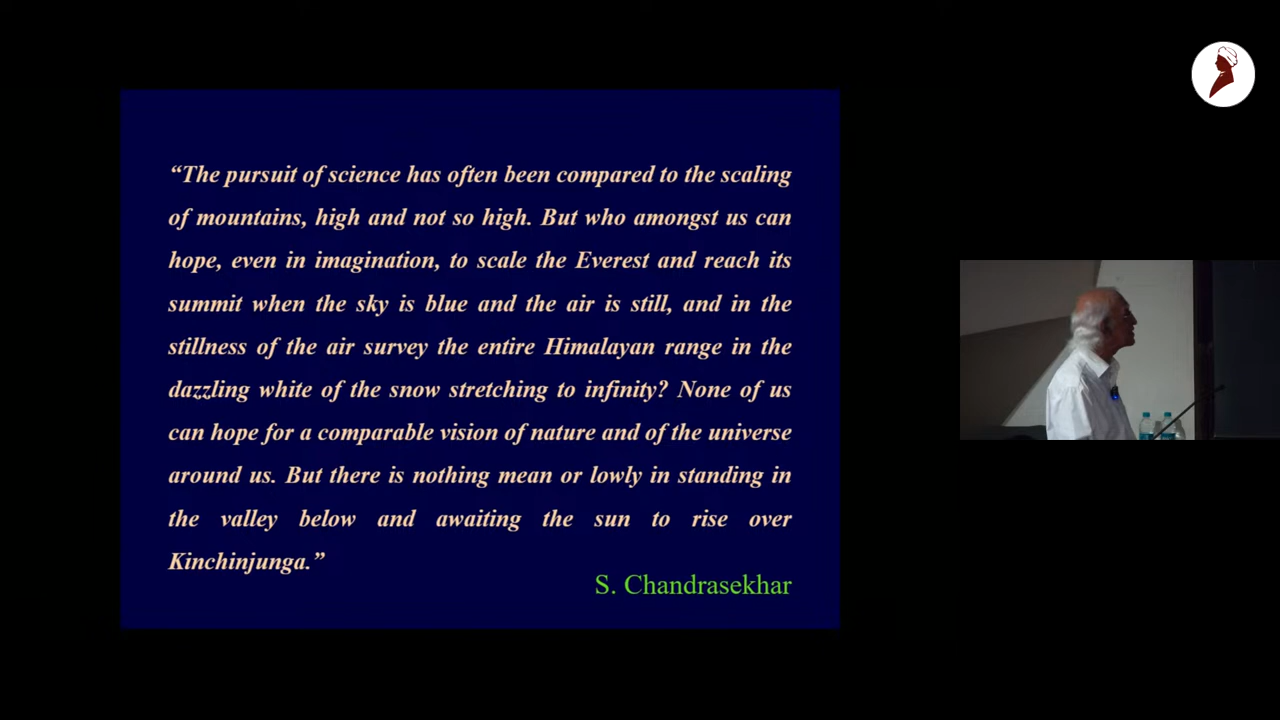 “The pursuit of science has often been compared to the scaling
of mountains, high and not so high. But who amongst us can
hope, even in imagination, to scale the Everest and reach its
summit when the sky is blue and the air is still, and in the
stillness of the air survey the entire Himalayan range in the
dazzling white of the snow stretching to infinity? None of us
can hope for a comparable vision of nature and of the universe
around us. But there is nothing mean or lowly in standing in
the valley below and awaiting the sun to rise over
Kinchinjunga.”
S. Chandrasekhar